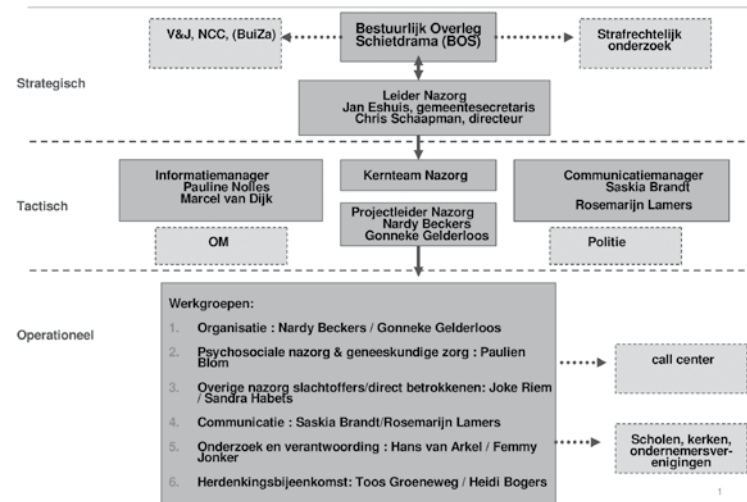 V&J, NCC, (BuiZa)
Bestuurlijk Overleg
Schietdrama (BOS)
Strafrechtelijk
onderzoek
Strategisch
Leider Nazorg
Jan Eshuis, gemeentesecretaris
Chris Schaapman, directeur
Informatiemanager
Pauline Nolles
Marcel van Dijk
Kernteam Nazorg
Communicatiemanager
Saskia Brandt
Rosemarijn Lamers
Tactisch
Projectleider Nazorg
Nardy Beckers
Gonneke Gelderloos
OM
Politie
Operationeel
Werkgroepen:
1. Organisatie : Nardy Beckers / Gonneke Gelderloos
2. Psychosociale nazorg & geneeskundige zorg : Paulien
Blom
3. Overige nazorg slachtoffers/direct betrokkenen: Joke Riem
/ Sandra Habets
4. Communicatie : Saskia Brandt/Rosemarijn Lamers
5. Onderzoek en verantwoording : Hans van Arkel / Femmy
Jonker
6. Herdenkingsbijeenkomst: Toos Groeneweg / Heidi Bogers
call center
Scholen, kerken,
ondernemersver-
enigingen
1